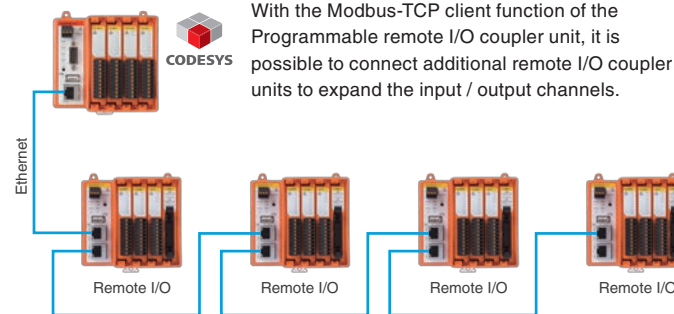 With the Modbus-TCP client function of the
Programmable remote I/O coupler unit, it is
possible to connect additional remote I/O coupler
units to expand the input / output channels.
CODESYS
Ethernet
Remote I/O
Remote I/O
Remote I/O
Remote I/O